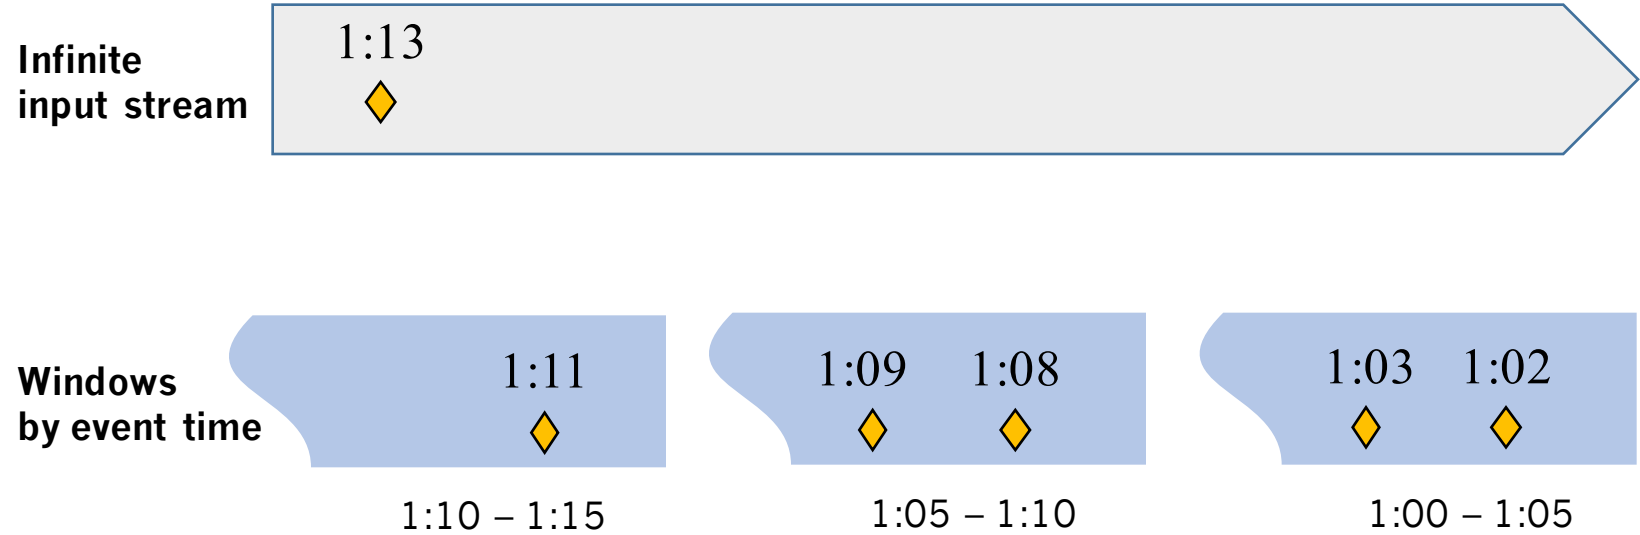 1:13
Infinite
input stream
1:11
1:09 1:08
1:03 1:02
Windows
by event time
1:10 – 1:15
1:05 – 1:10
1:00 – 1:05